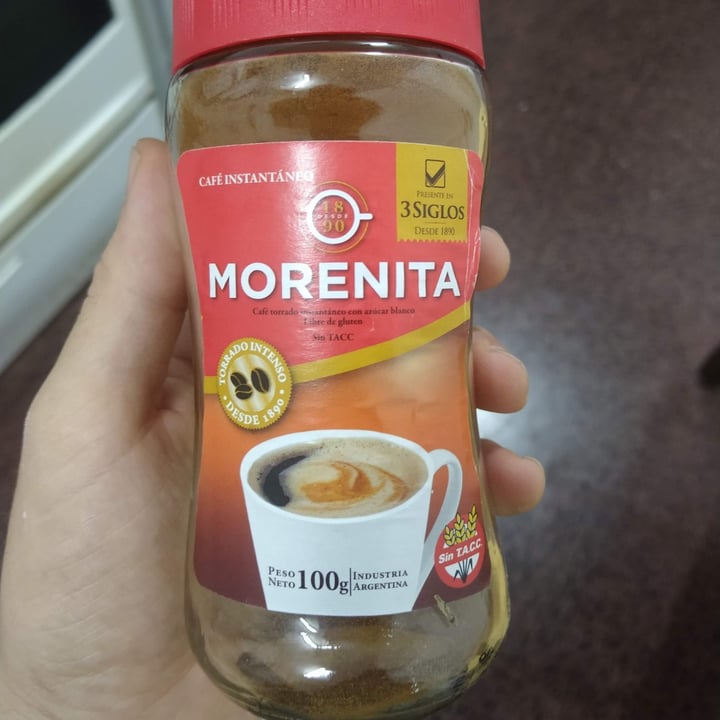 CAFÉ INSTANTÁNEO
18
DESDE
90
PRESENTE EN
3 SIGLOS
DESDE 1890
MORENITA
Café torrado instantáneo con azúcar blanco
Libre de gluten
Sin TACC
TORRADO INTENSO
• DESDE 1890 •
PESO
NETO 100g
INDUSTRIA
ARGENTINA
Sin T.A.C.C.